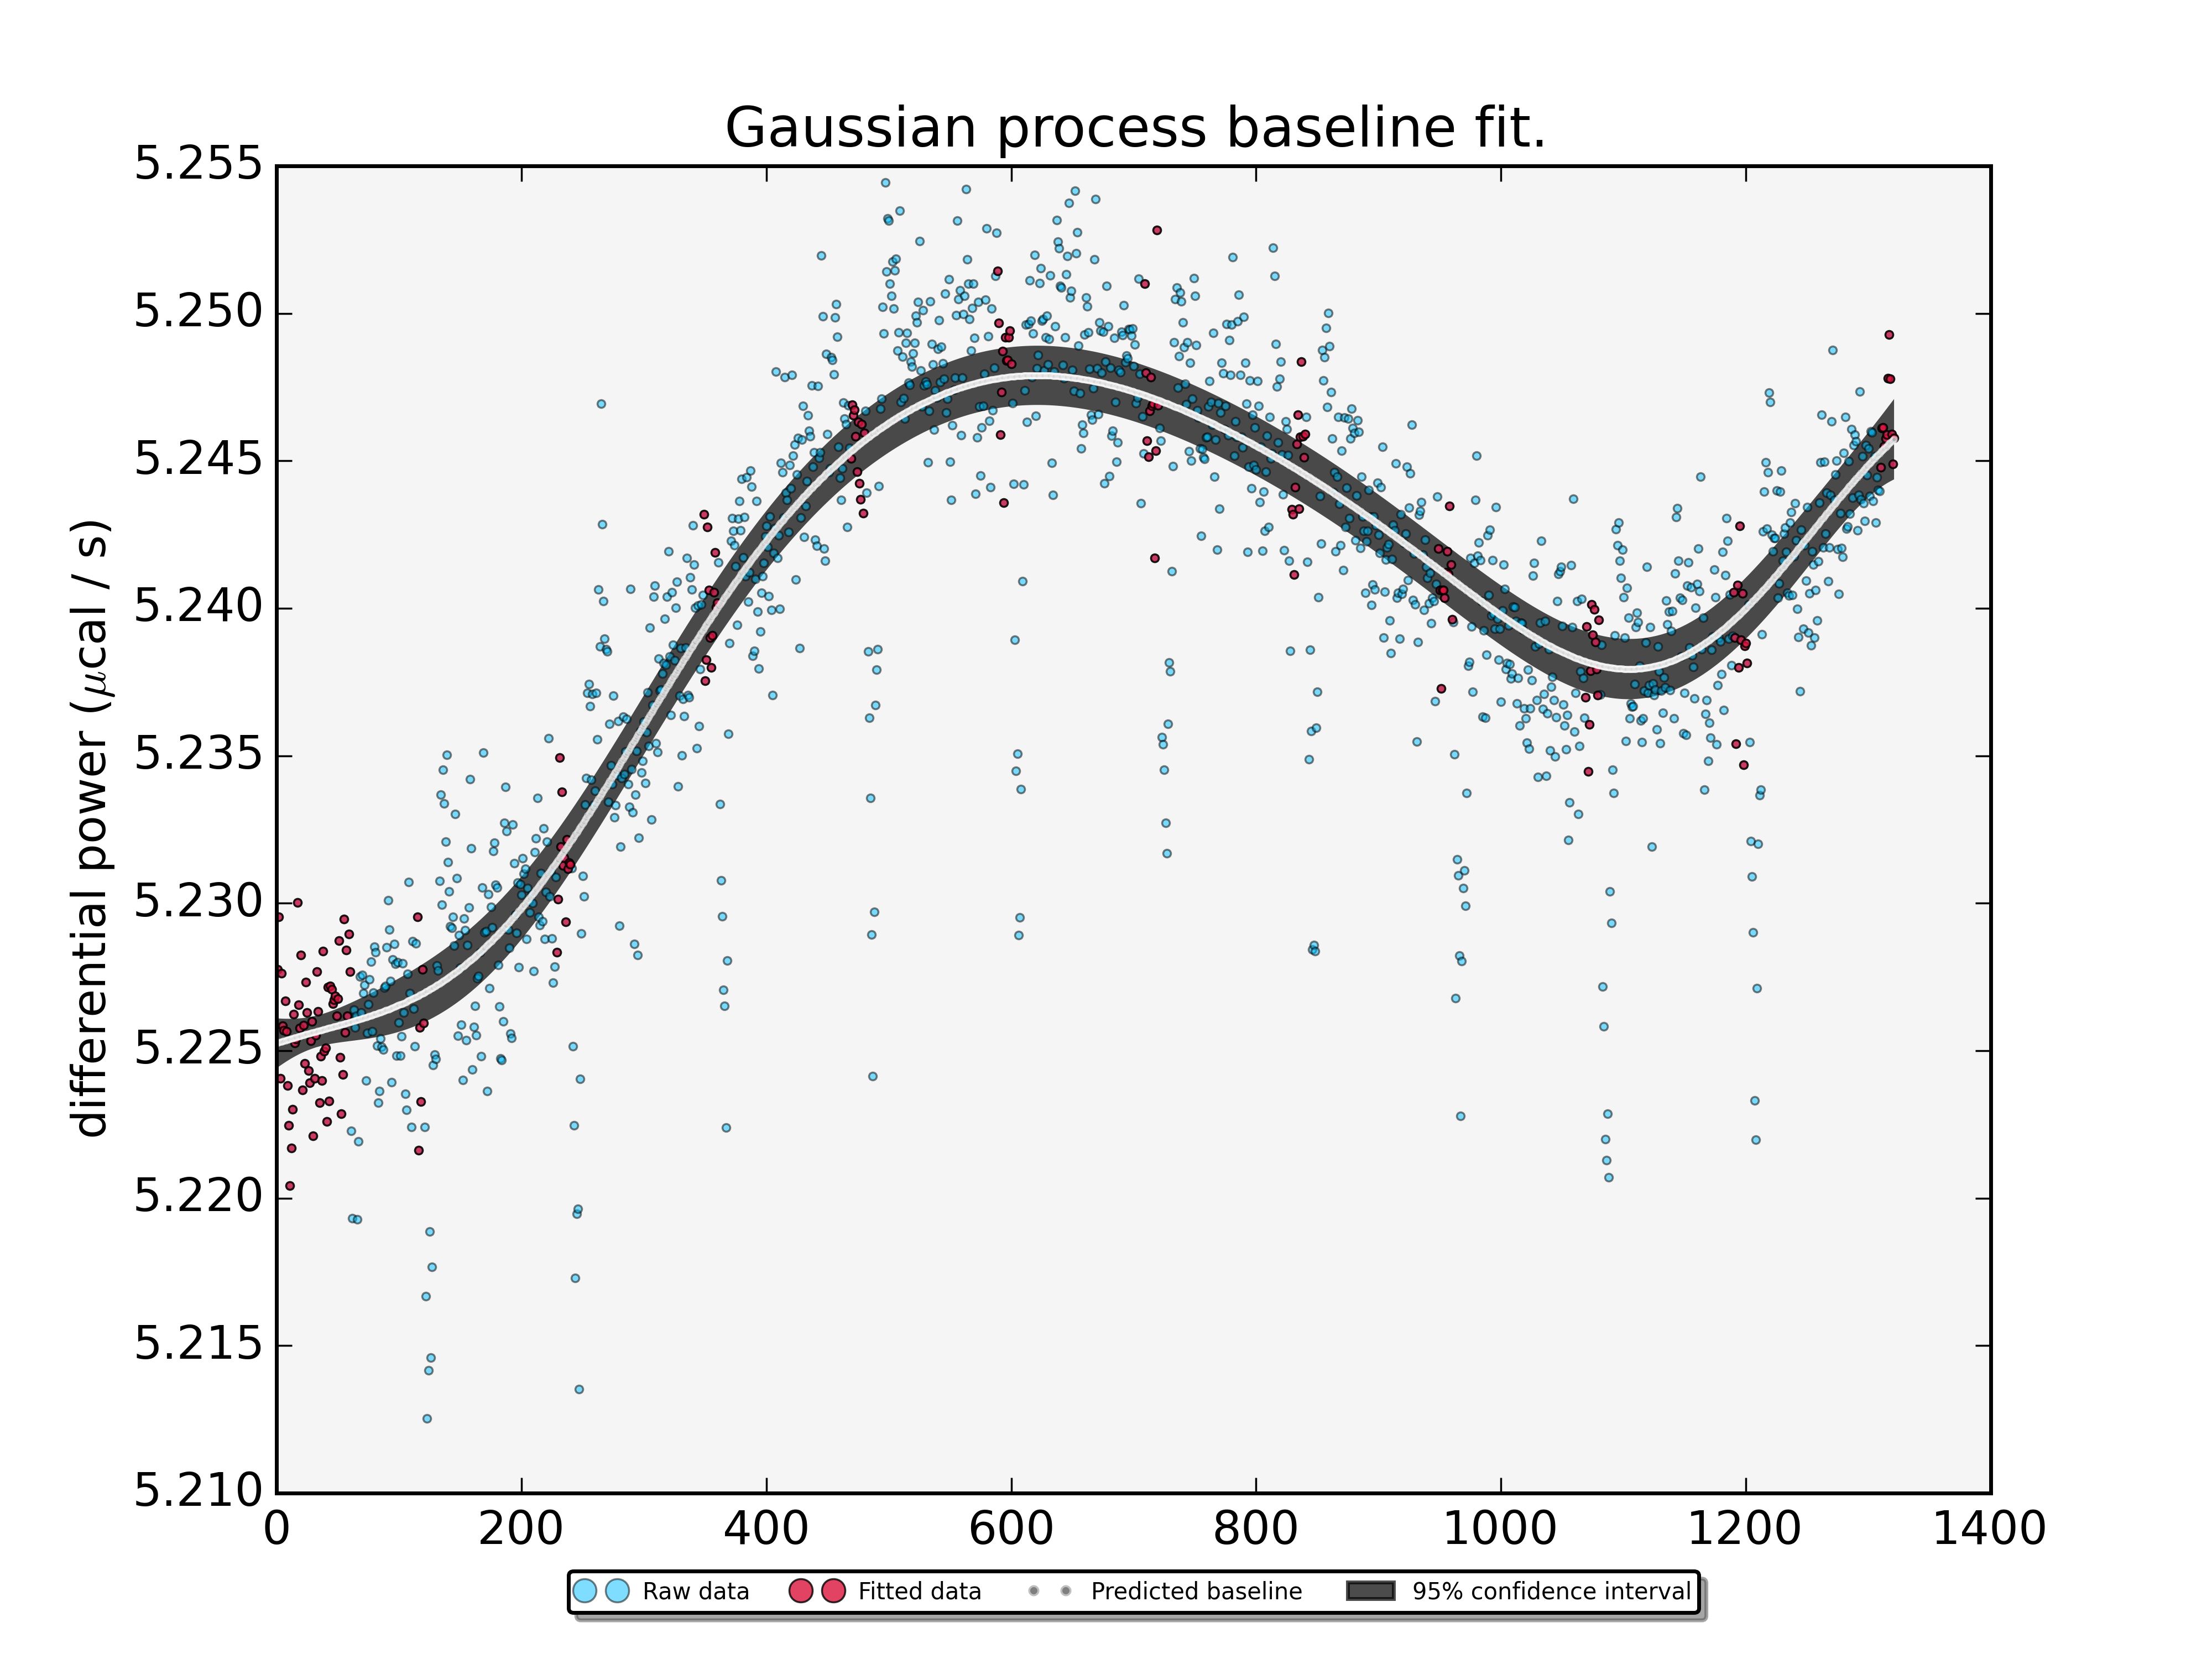 Gaussian process baseline fit.
5.255
5.250
5.245
5.240
5.235
5.230
5.225
5.220
5.215
5.210
differential power (μcal / s)
0 200 400 600 800 1000 1200 1400
Raw data Fitted data Predicted baseline 95% confidence interval